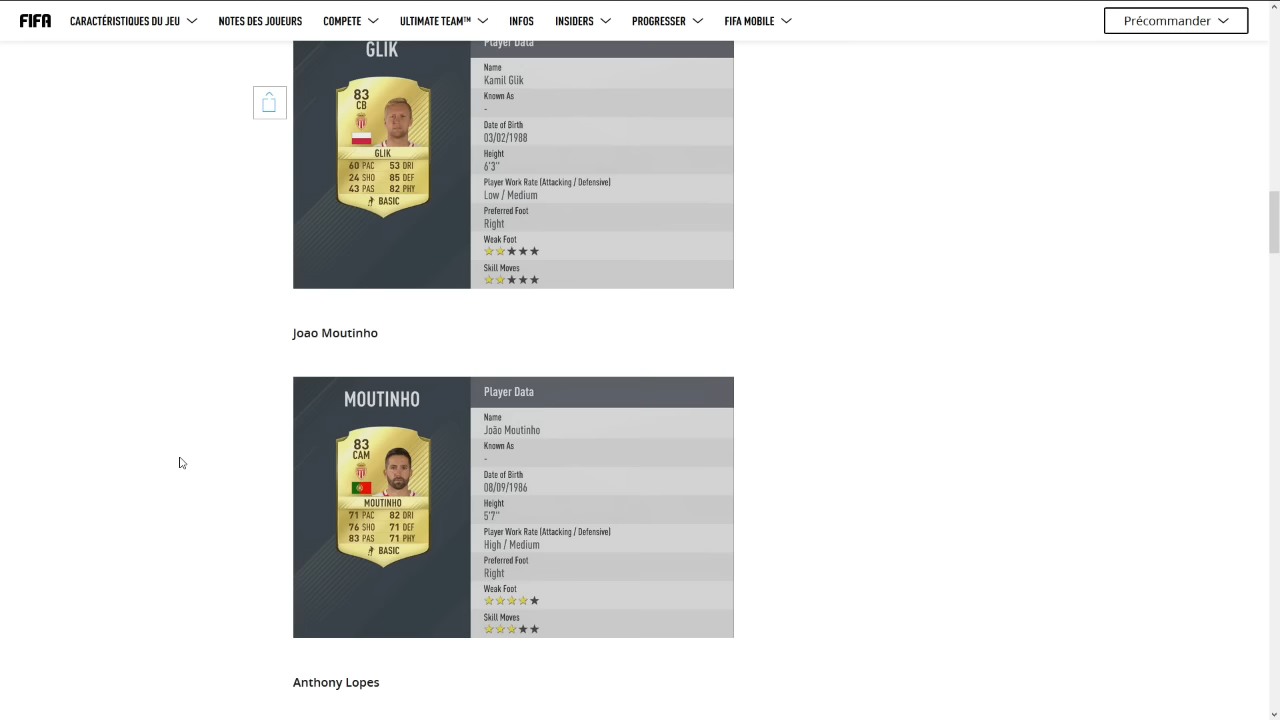 FIFA CARACTÉRISTIQUES DU JEU NOTES DES JOUEURS COMPETE ULTIMATE TEAM™ INFOS INSIDERS PROGRESSER FIFA MOBILE Précommander
GLIK
83
CB
GLIK
60 PAC 53 DRI
24 SHO 85 DEF
43 PAS 82 PHY
BASIC
Player Data
Name
Kamil Glik
Known As
-
Date of Birth
03/02/1988
Height
6'3"
Player Work Rate (Attacking / Defensive)
Low / Medium
Preferred Foot
Right
Weak Foot
Skill Moves
Joao Moutinho
MOUTINHO
83
CAM
MOUTINHO
71 PAC 82 DRI
76 SHO 71 DEF
83 PAS 71 PHY
BASIC
Player Data
Name
João Moutinho
Known As
-
Date of Birth
08/09/1986
Height
5'7"
Player Work Rate (Attacking / Defensive)
High / Medium
Preferred Foot
Right
Weak Foot
Skill Moves
Anthony Lopes